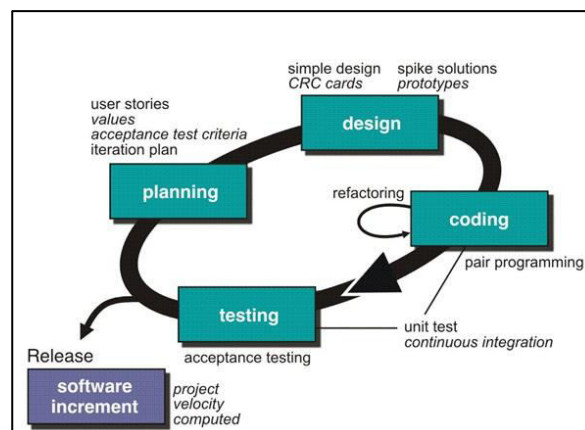 simple design
CRC cards
spike solutions
prototypes
user stories
values
acceptance test criteria
iteration plan
design
planning
refactoring
coding
pair programming
testing
unit test
continuous integration
acceptance testing
Release
software
increment
project
velocity
computed